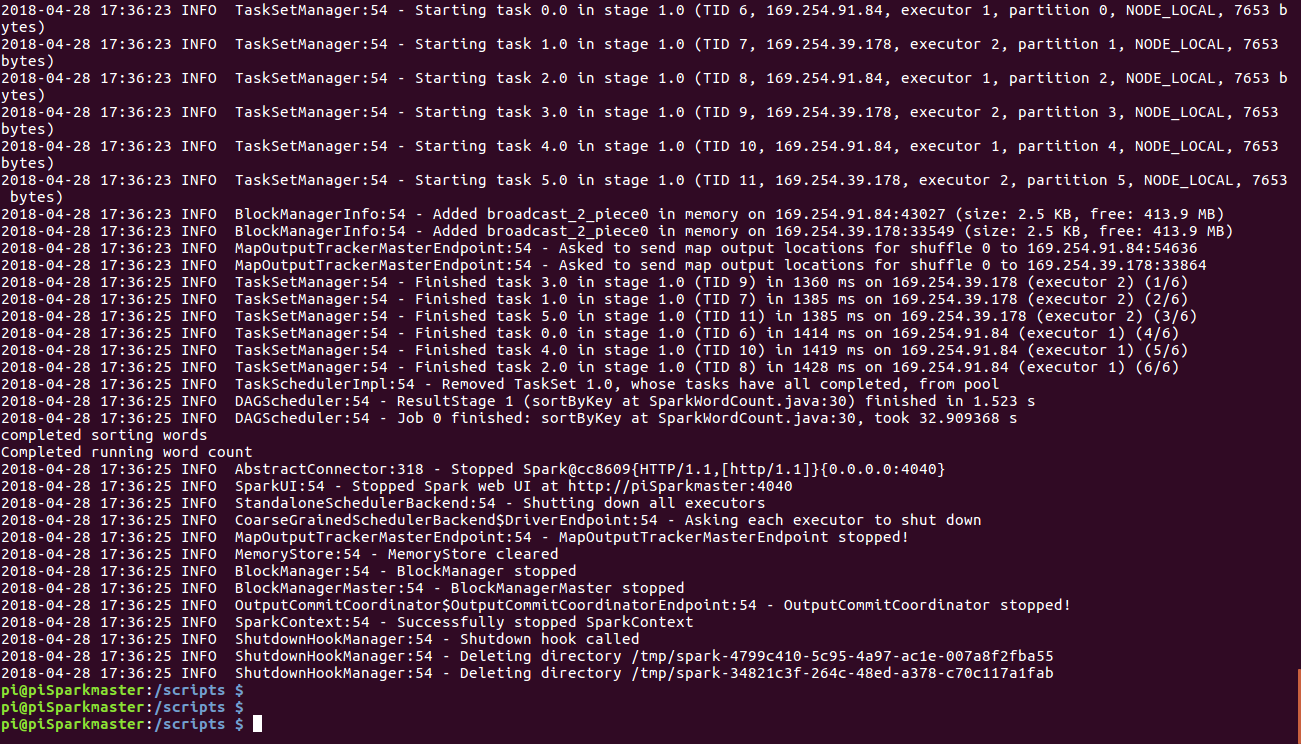 2018-04-28 17:36:23 INFO  TaskSetManager:54 - Starting task 0.0 in stage 1.0 (TID 6, 169.254.91.84, executor 1, partition 0, NODE_LOCAL, 7653 b
ytes)
2018-04-28 17:36:23 INFO  TaskSetManager:54 - Starting task 1.0 in stage 1.0 (TID 7, 169.254.39.178, executor 2, partition 1, NODE_LOCAL, 7653
bytes)
2018-04-28 17:36:23 INFO  TaskSetManager:54 - Starting task 2.0 in stage 1.0 (TID 8, 169.254.91.84, executor 1, partition 2, NODE_LOCAL, 7653 b
ytes)
2018-04-28 17:36:23 INFO  TaskSetManager:54 - Starting task 3.0 in stage 1.0 (TID 9, 169.254.39.178, executor 2, partition 3, NODE_LOCAL, 7653
bytes)
2018-04-28 17:36:23 INFO  TaskSetManager:54 - Starting task 4.0 in stage 1.0 (TID 10, 169.254.91.84, executor 1, partition 4, NODE_LOCAL, 7653
bytes)
2018-04-28 17:36:23 INFO  TaskSetManager:54 - Starting task 5.0 in stage 1.0 (TID 11, 169.254.39.178, executor 2, partition 5, NODE_LOCAL, 7653
 bytes)
2018-04-28 17:36:23 INFO  BlockManagerInfo:54 - Added broadcast_2_piece0 in memory on 169.254.91.84:43027 (size: 2.5 KB, free: 413.9 MB)
2018-04-28 17:36:23 INFO  BlockManagerInfo:54 - Added broadcast_2_piece0 in memory on 169.254.39.178:33549 (size: 2.5 KB, free: 413.9 MB)
2018-04-28 17:36:23 INFO  MapOutputTrackerMasterEndpoint:54 - Asked to send map output locations for shuffle 0 to 169.254.91.84:54636
2018-04-28 17:36:23 INFO  MapOutputTrackerMasterEndpoint:54 - Asked to send map output locations for shuffle 0 to 169.254.39.178:33864
2018-04-28 17:36:25 INFO  TaskSetManager:54 - Finished task 3.0 in stage 1.0 (TID 9) in 1360 ms on 169.254.39.178 (executor 2) (1/6)
2018-04-28 17:36:25 INFO  TaskSetManager:54 - Finished task 1.0 in stage 1.0 (TID 7) in 1385 ms on 169.254.39.178 (executor 2) (2/6)
2018-04-28 17:36:25 INFO  TaskSetManager:54 - Finished task 5.0 in stage 1.0 (TID 11) in 1385 ms on 169.254.39.178 (executor 2) (3/6)
2018-04-28 17:36:25 INFO  TaskSetManager:54 - Finished task 0.0 in stage 1.0 (TID 6) in 1414 ms on 169.254.91.84 (executor 1) (4/6)
2018-04-28 17:36:25 INFO  TaskSetManager:54 - Finished task 4.0 in stage 1.0 (TID 10) in 1419 ms on 169.254.91.84 (executor 1) (5/6)
2018-04-28 17:36:25 INFO  TaskSetManager:54 - Finished task 2.0 in stage 1.0 (TID 8) in 1428 ms on 169.254.91.84 (executor 1) (6/6)
2018-04-28 17:36:25 INFO  TaskSchedulerImpl:54 - Removed TaskSet 1.0, whose tasks have all completed, from pool
2018-04-28 17:36:25 INFO  DAGScheduler:54 - ResultStage 1 (sortByKey at SparkWordCount.java:30) finished in 1.523 s
2018-04-28 17:36:25 INFO  DAGScheduler:54 - Job 0 finished: sortByKey at SparkWordCount.java:30, took 32.909368 s
completed sorting words
Completed running word count
2018-04-28 17:36:25 INFO  AbstractConnector:318 - Stopped Spark@cc8609{HTTP/1.1,[http/1.1]}{0.0.0.0:4040}
2018-04-28 17:36:25 INFO  SparkUI:54 - Stopped Spark web UI at http://piSparkmaster:4040
2018-04-28 17:36:25 INFO  StandaloneSchedulerBackend:54 - Shutting down all executors
2018-04-28 17:36:25 INFO  CoarseGrainedSchedulerBackend$DriverEndpoint:54 - Asking each executor to shut down
2018-04-28 17:36:25 INFO  MapOutputTrackerMasterEndpoint:54 - MapOutputTrackerMasterEndpoint stopped!
2018-04-28 17:36:25 INFO  MemoryStore:54 - MemoryStore cleared
2018-04-28 17:36:25 INFO  BlockManager:54 - BlockManager stopped
2018-04-28 17:36:25 INFO  BlockManagerMaster:54 - BlockManagerMaster stopped
2018-04-28 17:36:25 INFO  OutputCommitCoordinator$OutputCommitCoordinatorEndpoint:54 - OutputCommitCoordinator stopped!
2018-04-28 17:36:25 INFO  SparkContext:54 - Successfully stopped SparkContext
2018-04-28 17:36:25 INFO  ShutdownHookManager:54 - Shutdown hook called
2018-04-28 17:36:25 INFO  ShutdownHookManager:54 - Deleting directory /tmp/spark-4799c410-5c95-4a97-ac1e-007a8f2fba55
2018-04-28 17:36:25 INFO  ShutdownHookManager:54 - Deleting directory /tmp/spark-34821c3f-264c-48ed-a378-c70c117a1fab
pi@piSparkmaster:/scripts $
pi@piSparkmaster:/scripts $
pi@piSparkmaster:/scripts $